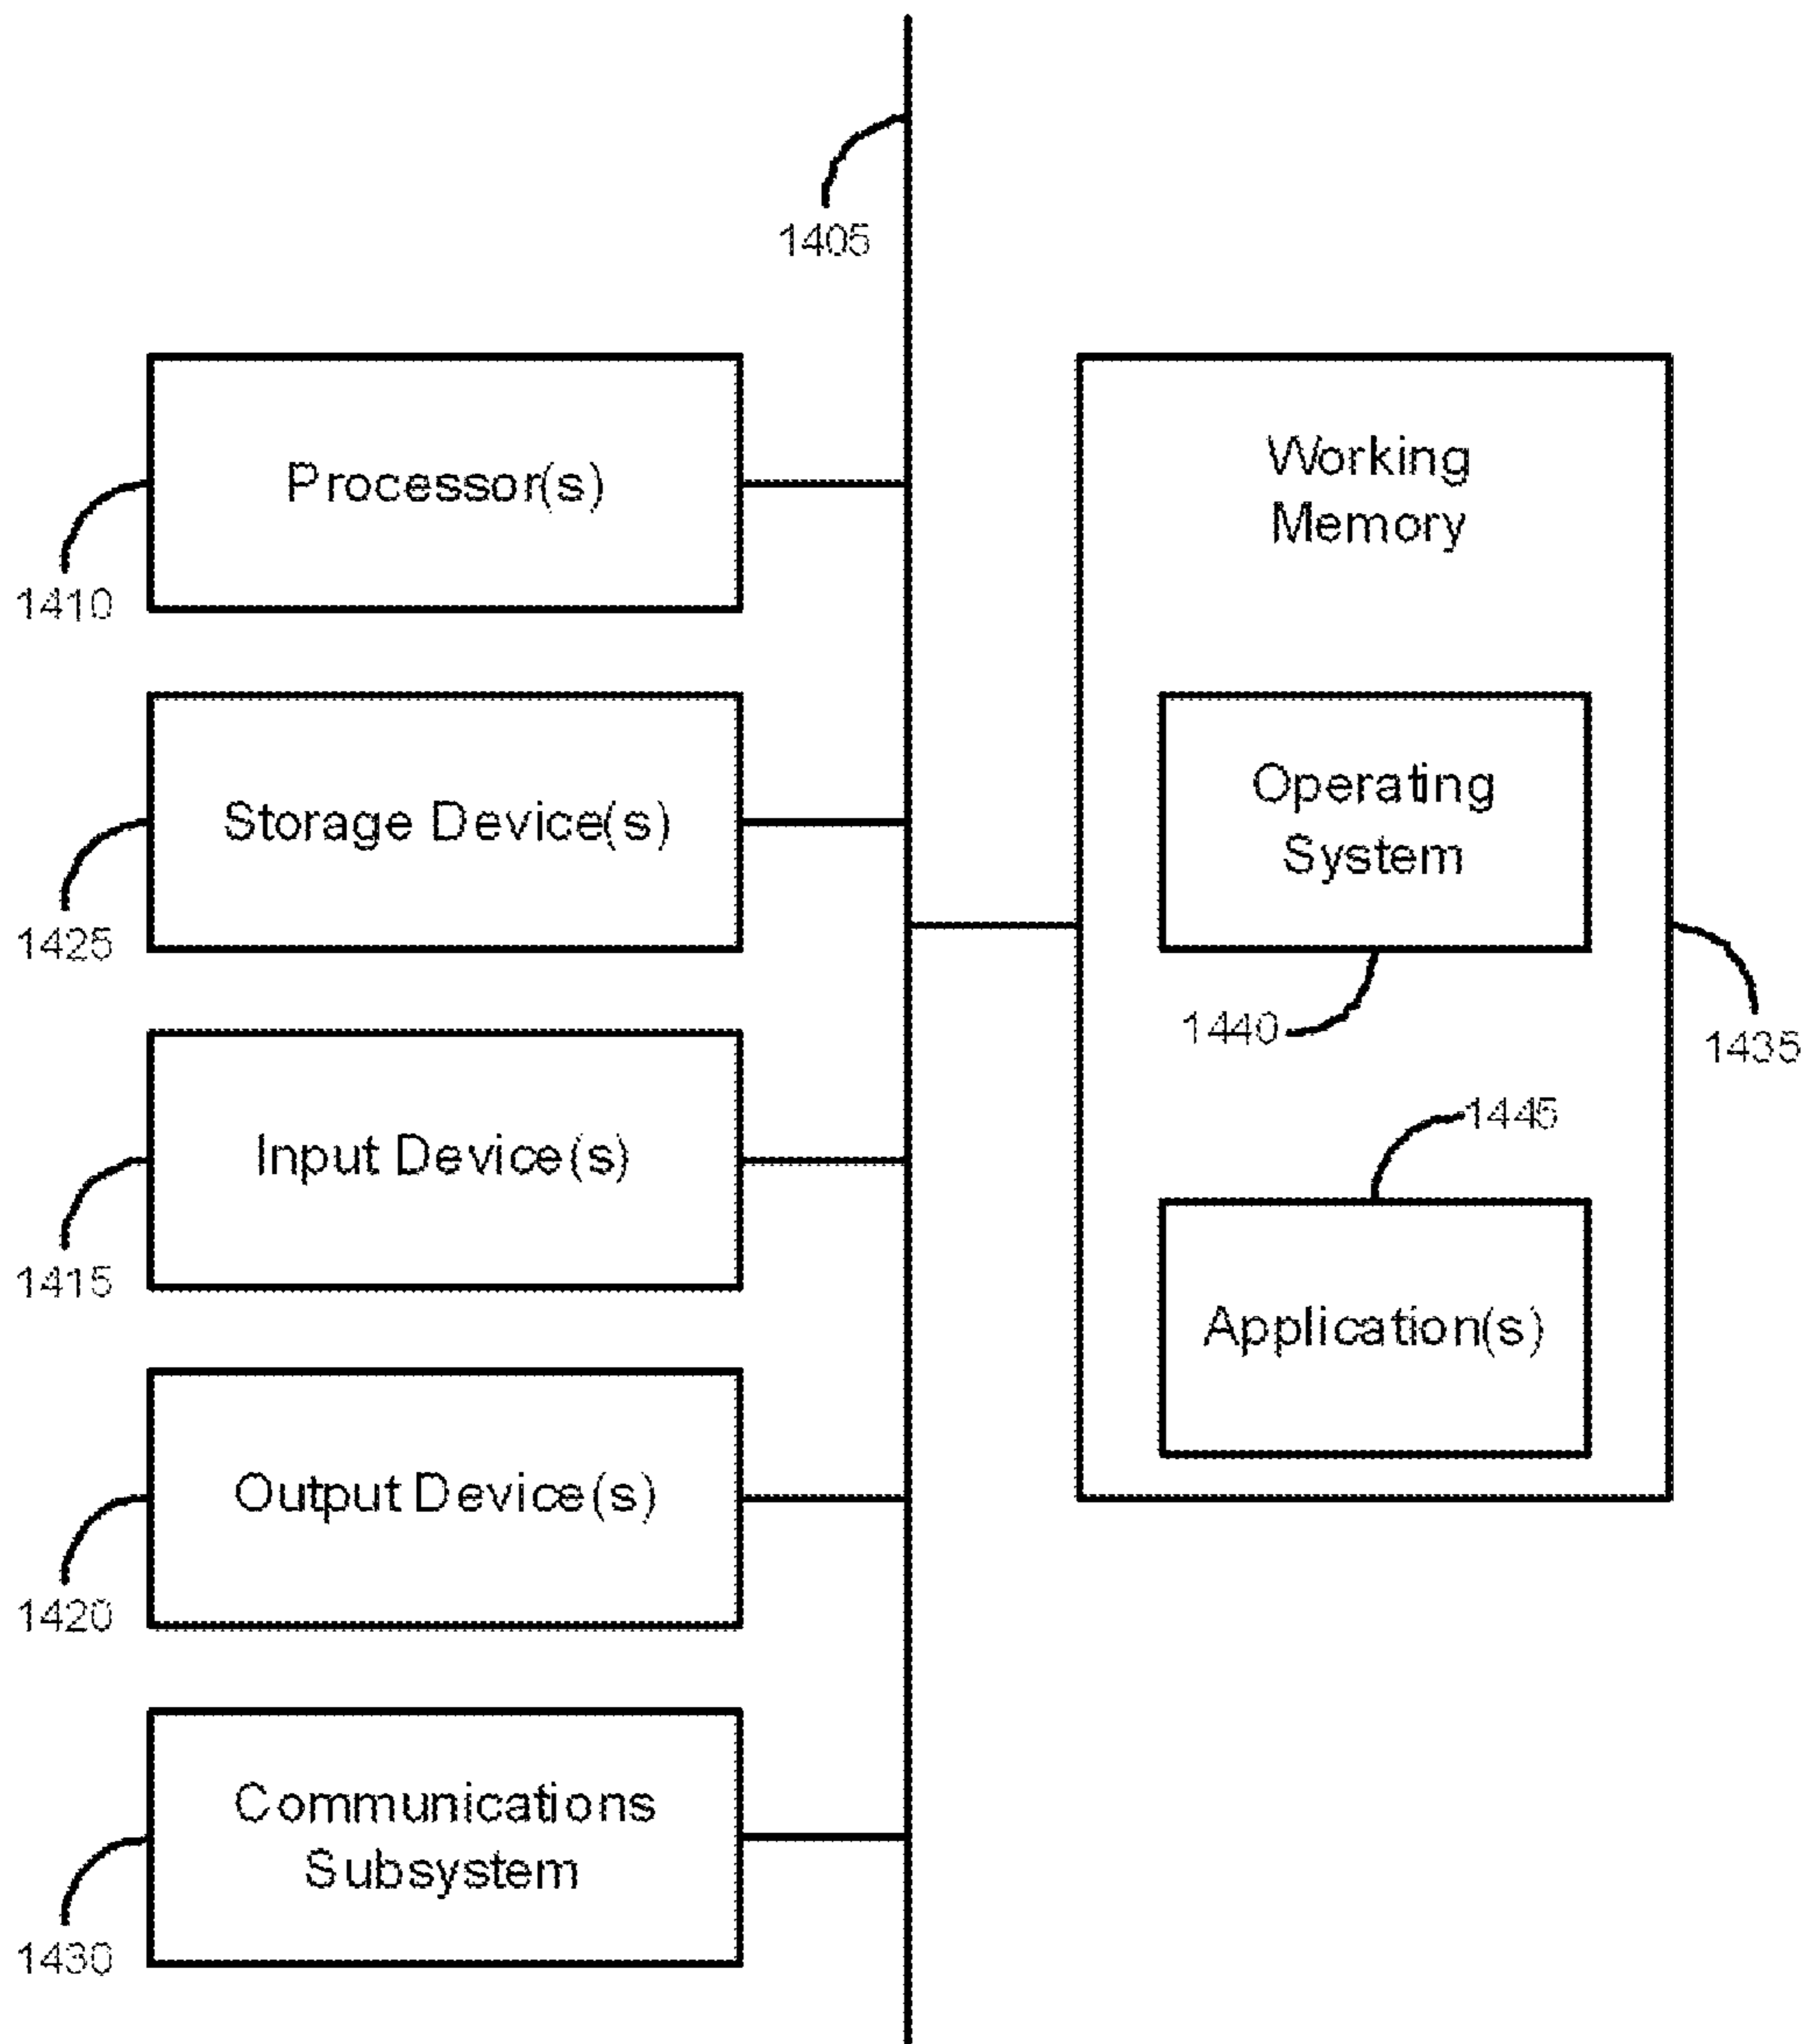 1405
Processor(s)
1410
Storage Device(s)
1425
Input Device(s)
1415
Output Device(s)
1420
Communications
Subsystem
1430
Working
Memory
Operating
System
1440
1435
1445
Application(s)